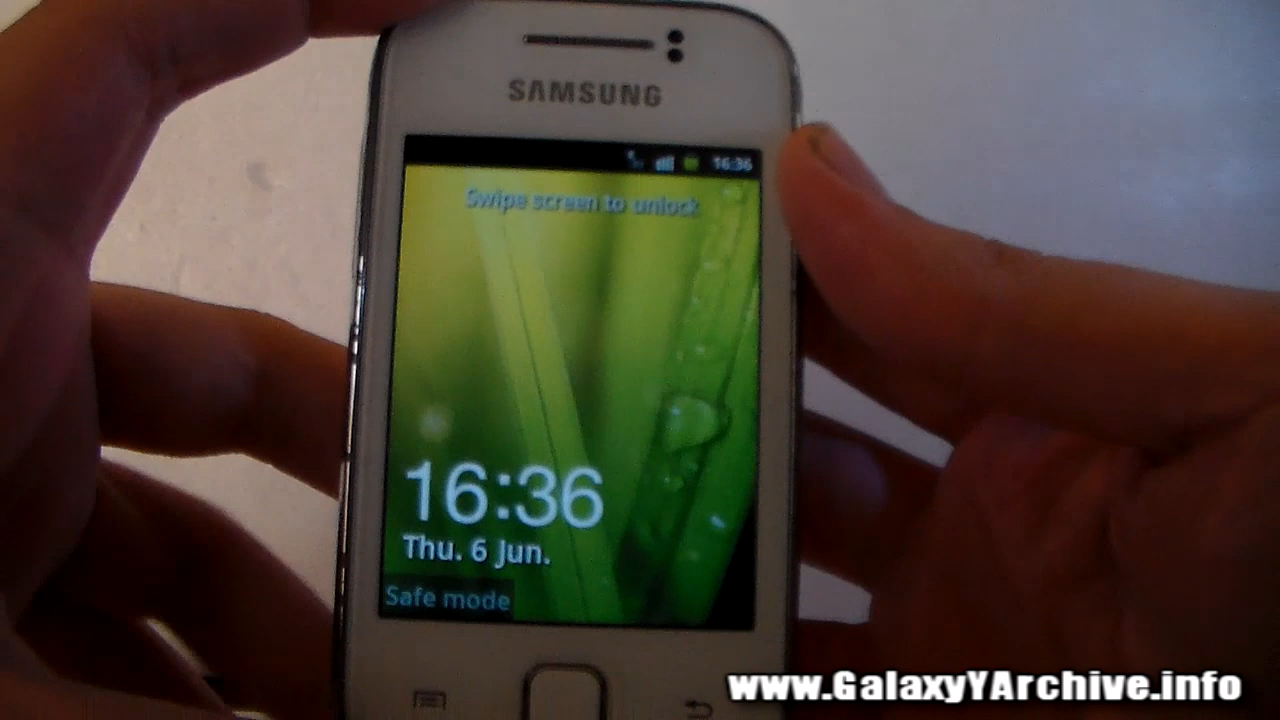 SAMSUNG
16:36
Swipe screen to unlock
16:36
Thu. 6 Jun.
Safe mode
www.GalaxyYArchive.info